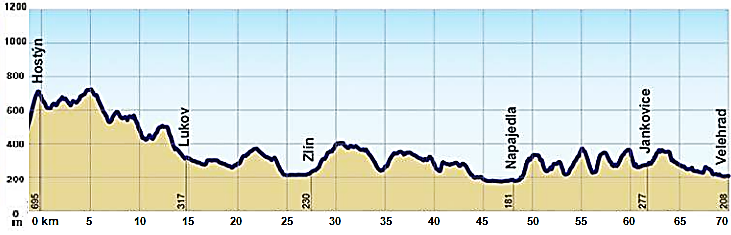 1200
1000
800
600
400
200
0
m
Hostýn
Lukov
Zlín
Napajedla
Jankovice
Velehrad
695
317
230
181
277
208
0 km 5 10 15 20 25 30 35 40 45 50 55 60 65 70